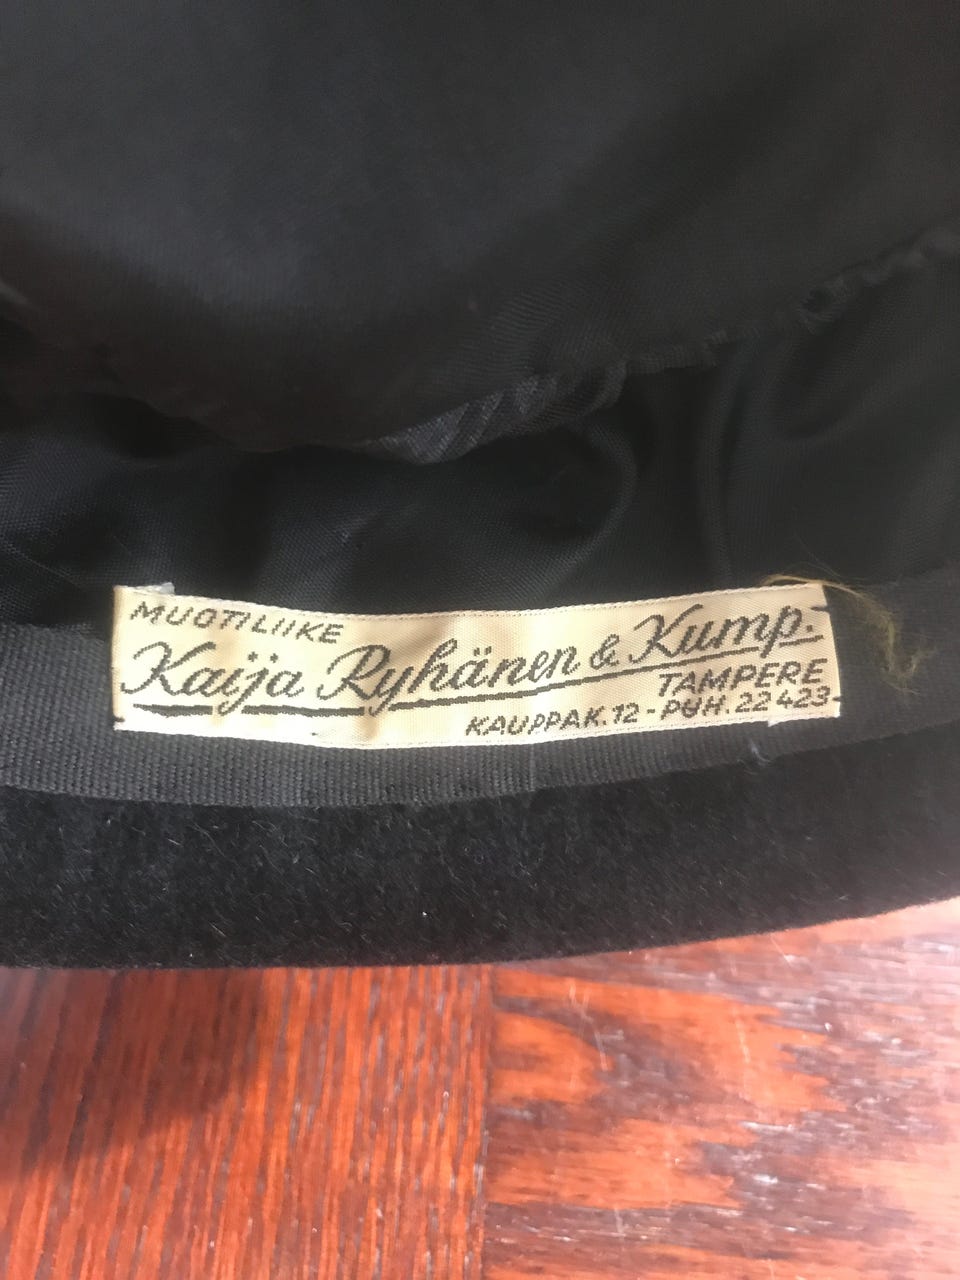 MUOTILIIKE
Kaija Ryhänen & Kump.
TAMPERE
KAUPPAK. 12 - PUH. 22 423